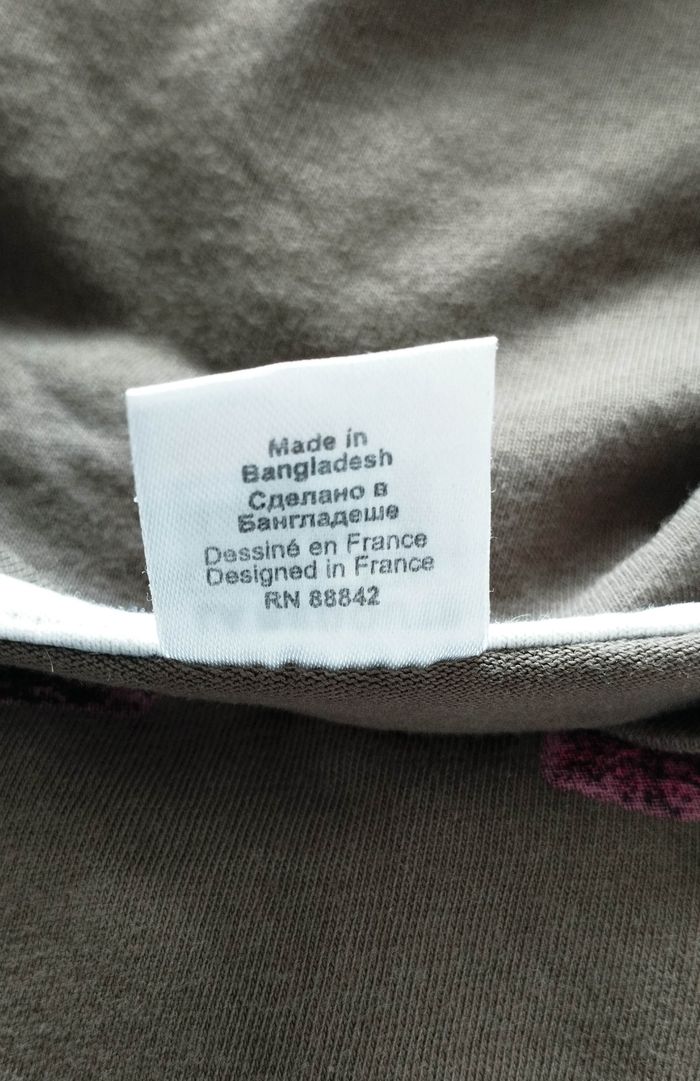 Made in
Bangladesh
Сделано в
Бангладеше
Dessiné en France
Designed in France
RN 88842